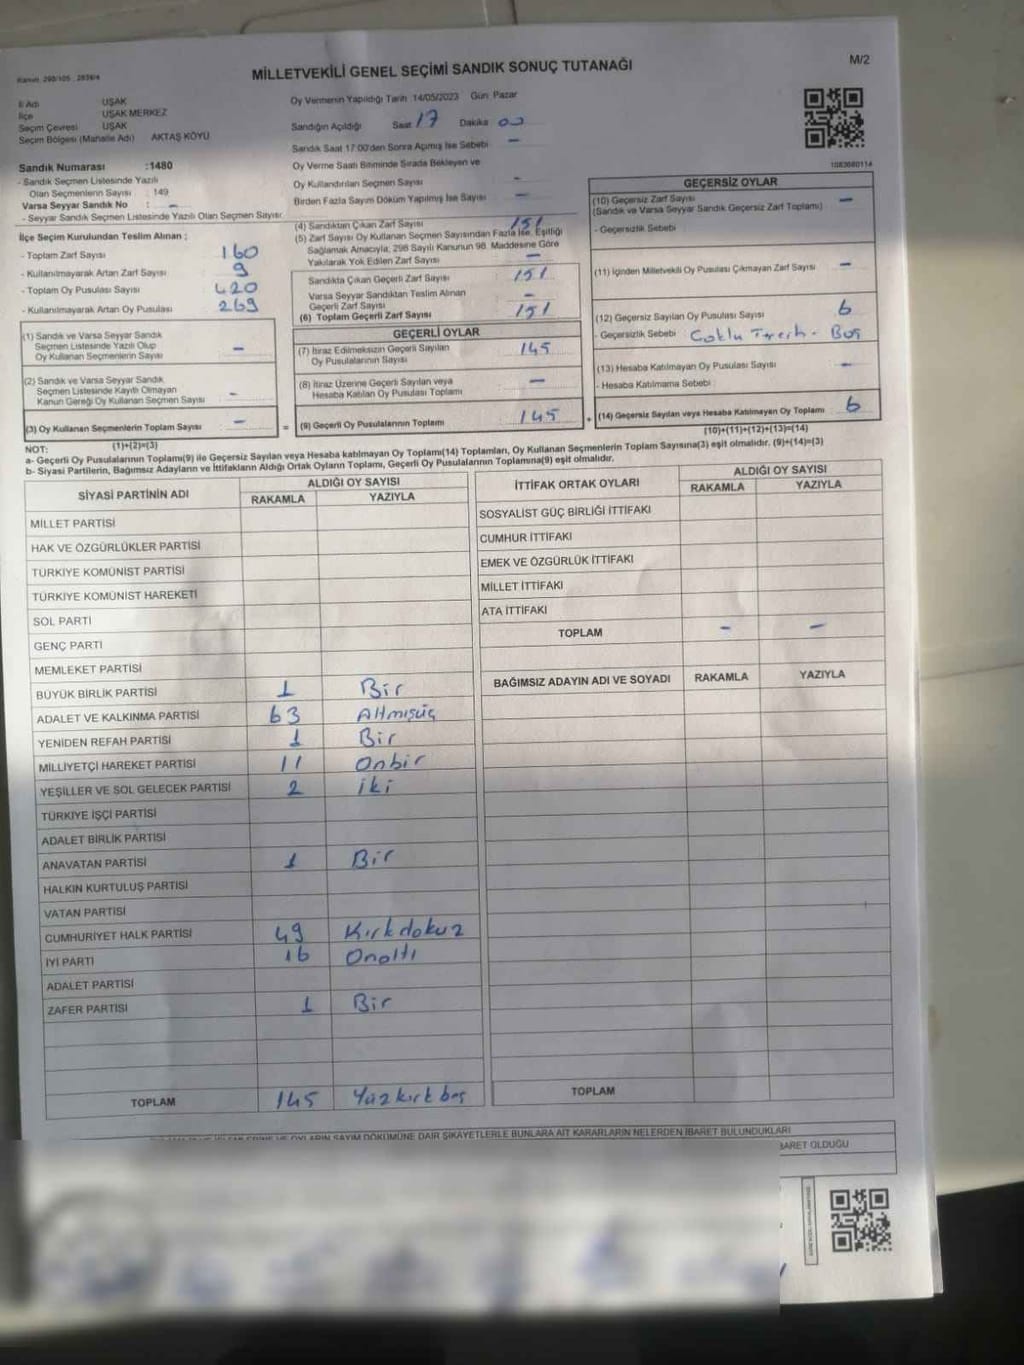 Kanun: 298/105 , 2839/4
MİLLETVEKİLİ GENEL SEÇİMİ SANDIK SONUÇ TUTANAĞI
M/2
İl Adı UŞAK
İlçe UŞAK MERKEZ
Seçim Çevresi UŞAK
Seçim Bölgesi (Mahalle Adı) AKTAŞ KÖYÜ
Sandık Numarası :1480
- Sandık Seçmen Listesinde Yazılı
Olan Seçmenlerin Sayısı : 149
Varsa Seyyar Sandık No : -
- Seyyar Sandık Seçmen Listesinde Yazılı Olan Seçmen Sayısı:
İlçe Seçim Kurulundan Teslim Alınan ;
- Toplam Zarf Sayısı 160
- Kullanılmayarak Artan Zarf Sayısı 9
- Toplam Oy Pusulası Sayısı 420
- Kullanılmayarak Artan Oy Pusulası 269
(1) Sandık ve Varsa Seyyar Sandık
Seçmen Listesinde Yazılı Olup
Oy Kullanan Seçmenlerin Sayısı -
(2) Sandık ve Varsa Seyyar Sandık
Seçmen Listesinde Kayıtlı Olmayan
Kanun Gereği Oy Kullanan Seçmen Sayısı -
(3) Oy Kullanan Seçmenlerin Toplam Sayısı -
(1)+(2)=(3)
Oy Vermenin Yapıldığı Tarih 14/05/2023 Gün: Pazar
Sandığın Açıldığı Saat 17 Dakika 00
Sandık Saat 17:00'den Sonra Açılmış İse Sebebi -
Oy Verme Saati Bitiminde Sırada Bekleyen ve
Oy Kullandırılan Seçmen Sayısı -
Birden Fazla Sayım Döküm Yapılmış İse Sayısı -
(4) Sandıktan Çıkan Zarf Sayısı 151
(5) Zarf Sayısı Oy Kullanan Seçmen Sayısından Fazla İse, Eşitliği
Sağlamak Amacıyla; 298 Sayılı Kanunun 98. Maddesine Göre
Yakılarak Yok Edilen Zarf Sayısı -
Sandıkta Çıkan Geçerli Zarf Sayısı 151
Varsa Seyyar Sandıktan Teslim Alınan
Geçerli Zarf Sayısı -
(6) Toplam Geçerli Zarf Sayısı 151
GEÇERLİ OYLAR
(7) İtiraz Edilmeksizin Geçerli Sayılan
Oy Pusulalarının Sayısı 145
(8) İtiraz Üzerine Geçerli Sayılan veya
Hesaba Katılan Oy Pusulası Toplamı -
= (9) Geçerli Oy Pusulalarının Toplamı 145 +
1083680114
GEÇERSİZ OYLAR
(10) Geçersiz Zarf Sayısı -
(Sandık ve Varsa Seyyar Sandık Geçersiz Zarf Toplamı)
- Geçersizlik Sebebi
(11) İçinden Milletvekili Oy Pusulası Çıkmayan Zarf Sayısı -
(12) Geçersiz Sayılan Oy Pusulası Sayısı 6
- Geçersizlik Sebebi Çoklu Tercih - Boş
(13) Hesaba Katılmayan Oy Pusulası Sayısı -
- Hesaba Katılmama Sebebi
(14) Geçersiz Sayılan veya Hesaba Katılmayan Oy Toplamı 6
(10)+(11)+(12)+(13)=(14)
NOT:
a- Geçerli Oy Pusulasının Toplamı(9) ile Geçersiz Sayılan veya Hesaba katılmayan Oy Toplamı(14) Toplamları, Oy Kullanan Seçmenlerin Toplam Sayısına(3) eşit olmalıdır. (9)+(14)=(3)
b- Siyasi Partilerin, Bağımsız Adayların ve İttifakların Aldığı Ortak Oyların Toplamı, Geçerli Oy Pusulalarının Toplamına(9) eşit olmalıdır.
SİYASİ PARTİNİN ADI ALDIĞI OY SAYISI
RAKAMLA YAZIYLA
MİLLET PARTİSİ
HAK VE ÖZGÜRLÜKLER PARTİSİ
TÜRKİYE KOMÜNİST PARTİSİ
TÜRKİYE KOMÜNİST HAREKETİ
SOL PARTİ
GENÇ PARTİ
MEMLEKET PARTİSİ
BÜYÜK BİRLİK PARTİSİ 1 Bir
ADALET VE KALKINMA PARTİSİ 63 Altmışüç
YENİDEN REFAH PARTİSİ 1 Bir
MİLLİYETÇİ HAREKET PARTİSİ 11 Onbir
YEŞİLLER VE SOL GELECEK PARTİSİ 2 iki
TÜRKİYE İŞÇİ PARTİSİ
ADALET BİRLİK PARTİSİ
ANAVATAN PARTİSİ 1 Bir
HALKIN KURTULUŞ PARTİSİ
VATAN PARTİSİ
CUMHURİYET HALK PARTİSİ 49 Kırkdokuz
İYİ PARTİ 16 Onaltı
ADALET PARTİSİ
ZAFER PARTİSİ 1 Bir
TOPLAM 145 Yüzkırkbeş
İTTİFAK ORTAK OYLARI ALDIĞI OY SAYISI
RAKAMLA YAZIYLA
SOSYALİST GÜÇ BİRLİĞİ İTTİFAKI
CUMHUR İTTİFAKI
EMEK VE ÖZGÜRLÜK İTTİFAKI
MİLLET İTTİFAKI
ATA İTTİFAKI
TOPLAM - -
BAĞIMSIZ ADAYIN ADI VE SOYADI RAKAMLA YAZIYLA
TOPLAM
OYLARIN SAYIM DÖKÜMÜNE DAİR ŞİKAYETLERLE BUNLARA AİT KARARLARIN NELERDEN İBARET BULUNDUKLARI
BARET OLDUĞU